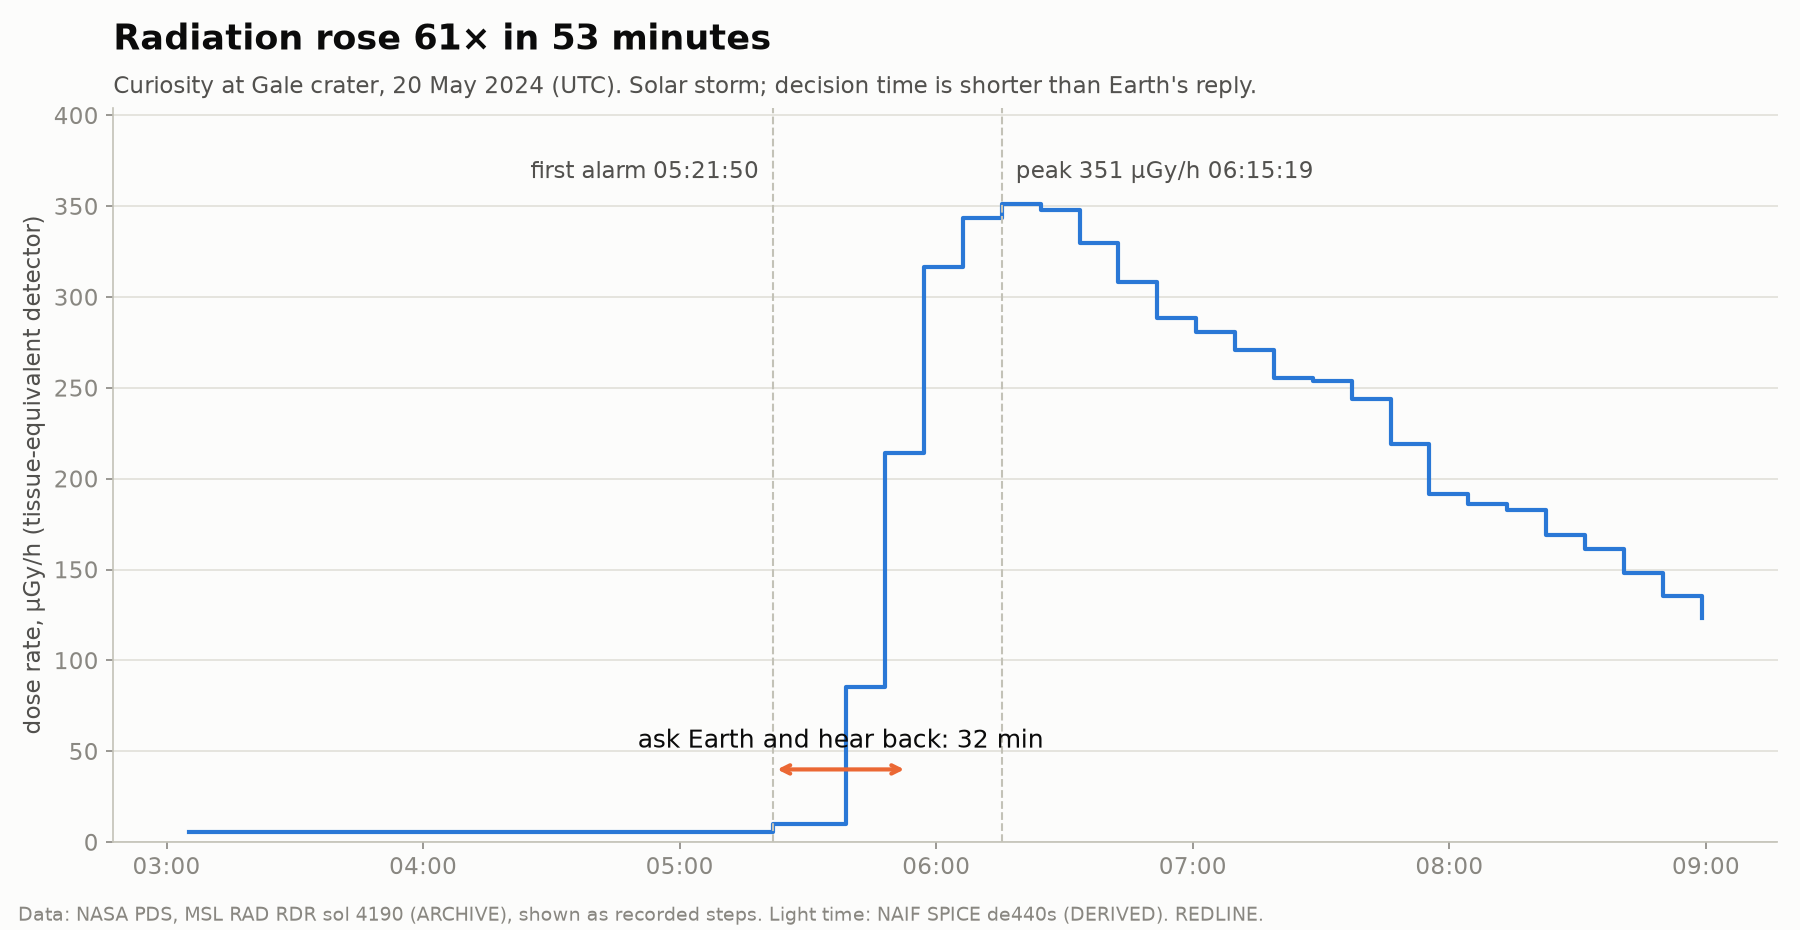 Radiation rose 61× in 53 minutes
Curiosity at Gale crater, 20 May 2024 (UTC). Solar storm; decision time is shorter than Earth's reply.
400
350
300
250
200
150
100
50
0
dose rate, μGy/h (tissue-equivalent detector)
first alarm 05:21:50
peak 351 μGy/h 06:15:19
ask Earth and hear back: 32 min
03:00
04:00
05:00
06:00
07:00
08:00
09:00
Data: NASA PDS, MSL RAD RDR sol 4190 (ARCHIVE), shown as recorded steps. Light time: NAIF SPICE de440s (DERIVED). REDLINE.